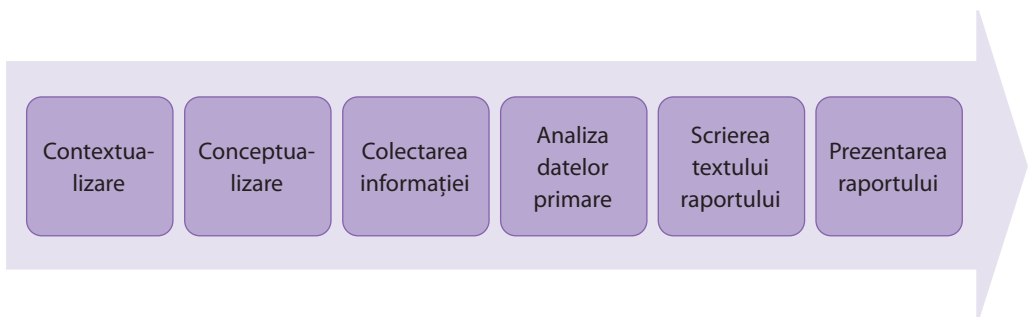 Contextua-
lizare
Conceptua-
lizare
Colectarea
informației
Analiza
datelor
primare
Scrierea
textului
raportului
Prezentarea
raportului